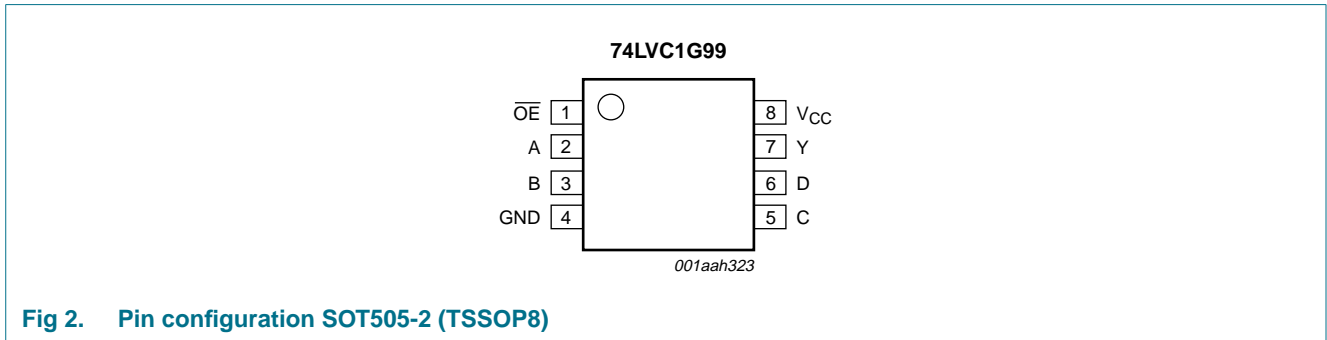 74LVC1G99
OE 1 8 VCC
A 2 7 Y
B 3 6 D
GND 4 5 C
001aah323
Fig 2. Pin configuration SOT505-2 (TSSOP8)